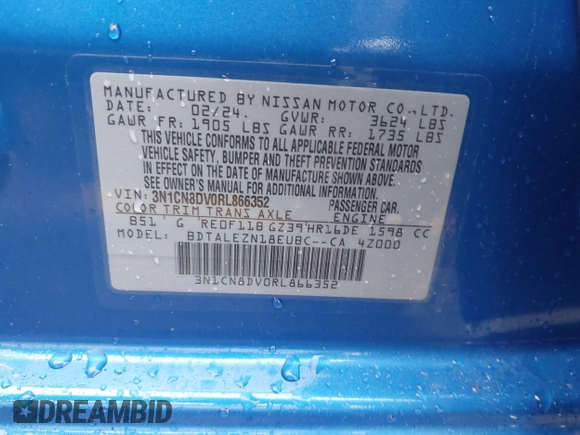 MANUFACTURED BY NISSAN MOTOR CO., LTD.
DATE: 02/24. GVWR: 3624 LBS
GAWR FR: 1905 LBS GAWR RR: 1735 LBS
THIS VEHICLE CONFORMS TO ALL APPLICABLE FEDERAL MOTOR
VEHICLE SAFETY, BUMPER AND THEFT PREVENTION STANDARDS
IN EFFECT ON THE DATE OF MANUFACTURE SHOWN ABOVE.
SEE OWNER'S MANUAL FOR ADDITIONAL INFORMATION.
VIN: 3N1CN8DV0RL866352 PASSENGER CAR.
COLOR TRIM TRANS AXLE ENGINE
B51 G RE0F11B GZ39 HR16DE 1598 CC
MODEL: BDTALEZN18EUBC--CA 4Z000
3N1CN8DV0RL866352
DREAMBID